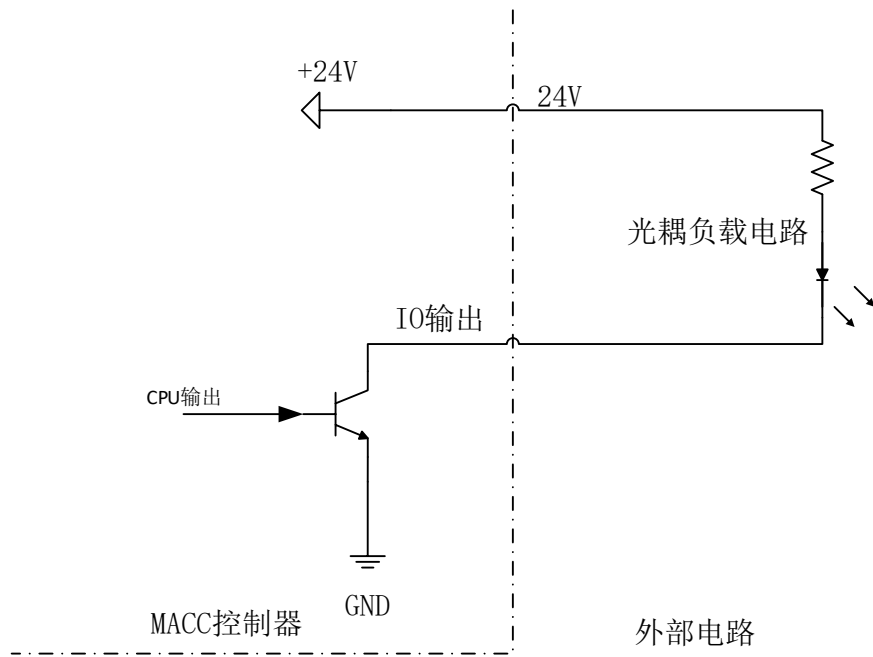 +24V
24V
光耦负载电路
IO输出
CPU输出
GND
MACC控制器
外部电路